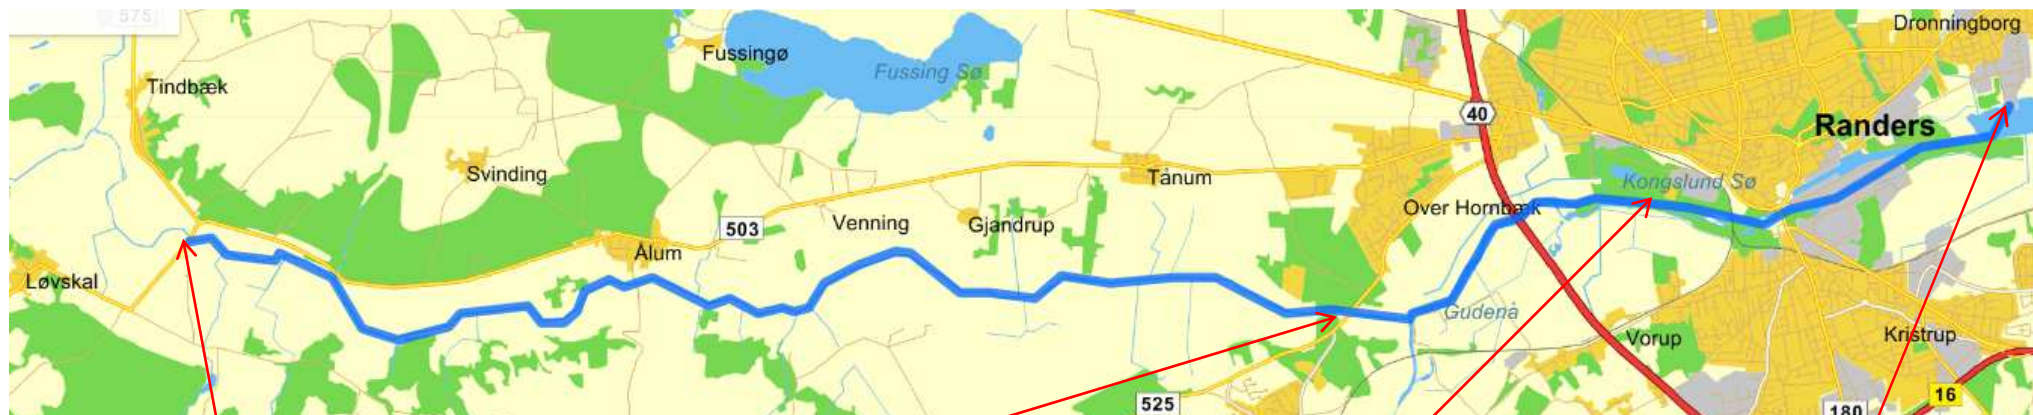 575
Dronningborg
Fussingø
Fussing Sø
Tindbæk
40
Randers
Svinding
Tånum
Kongslund Sø
Over Hornbæk
Venning
Gjandrup
503
Ålum
Løvskal
Gudenå
Vorup
Kristrup
16
525
180